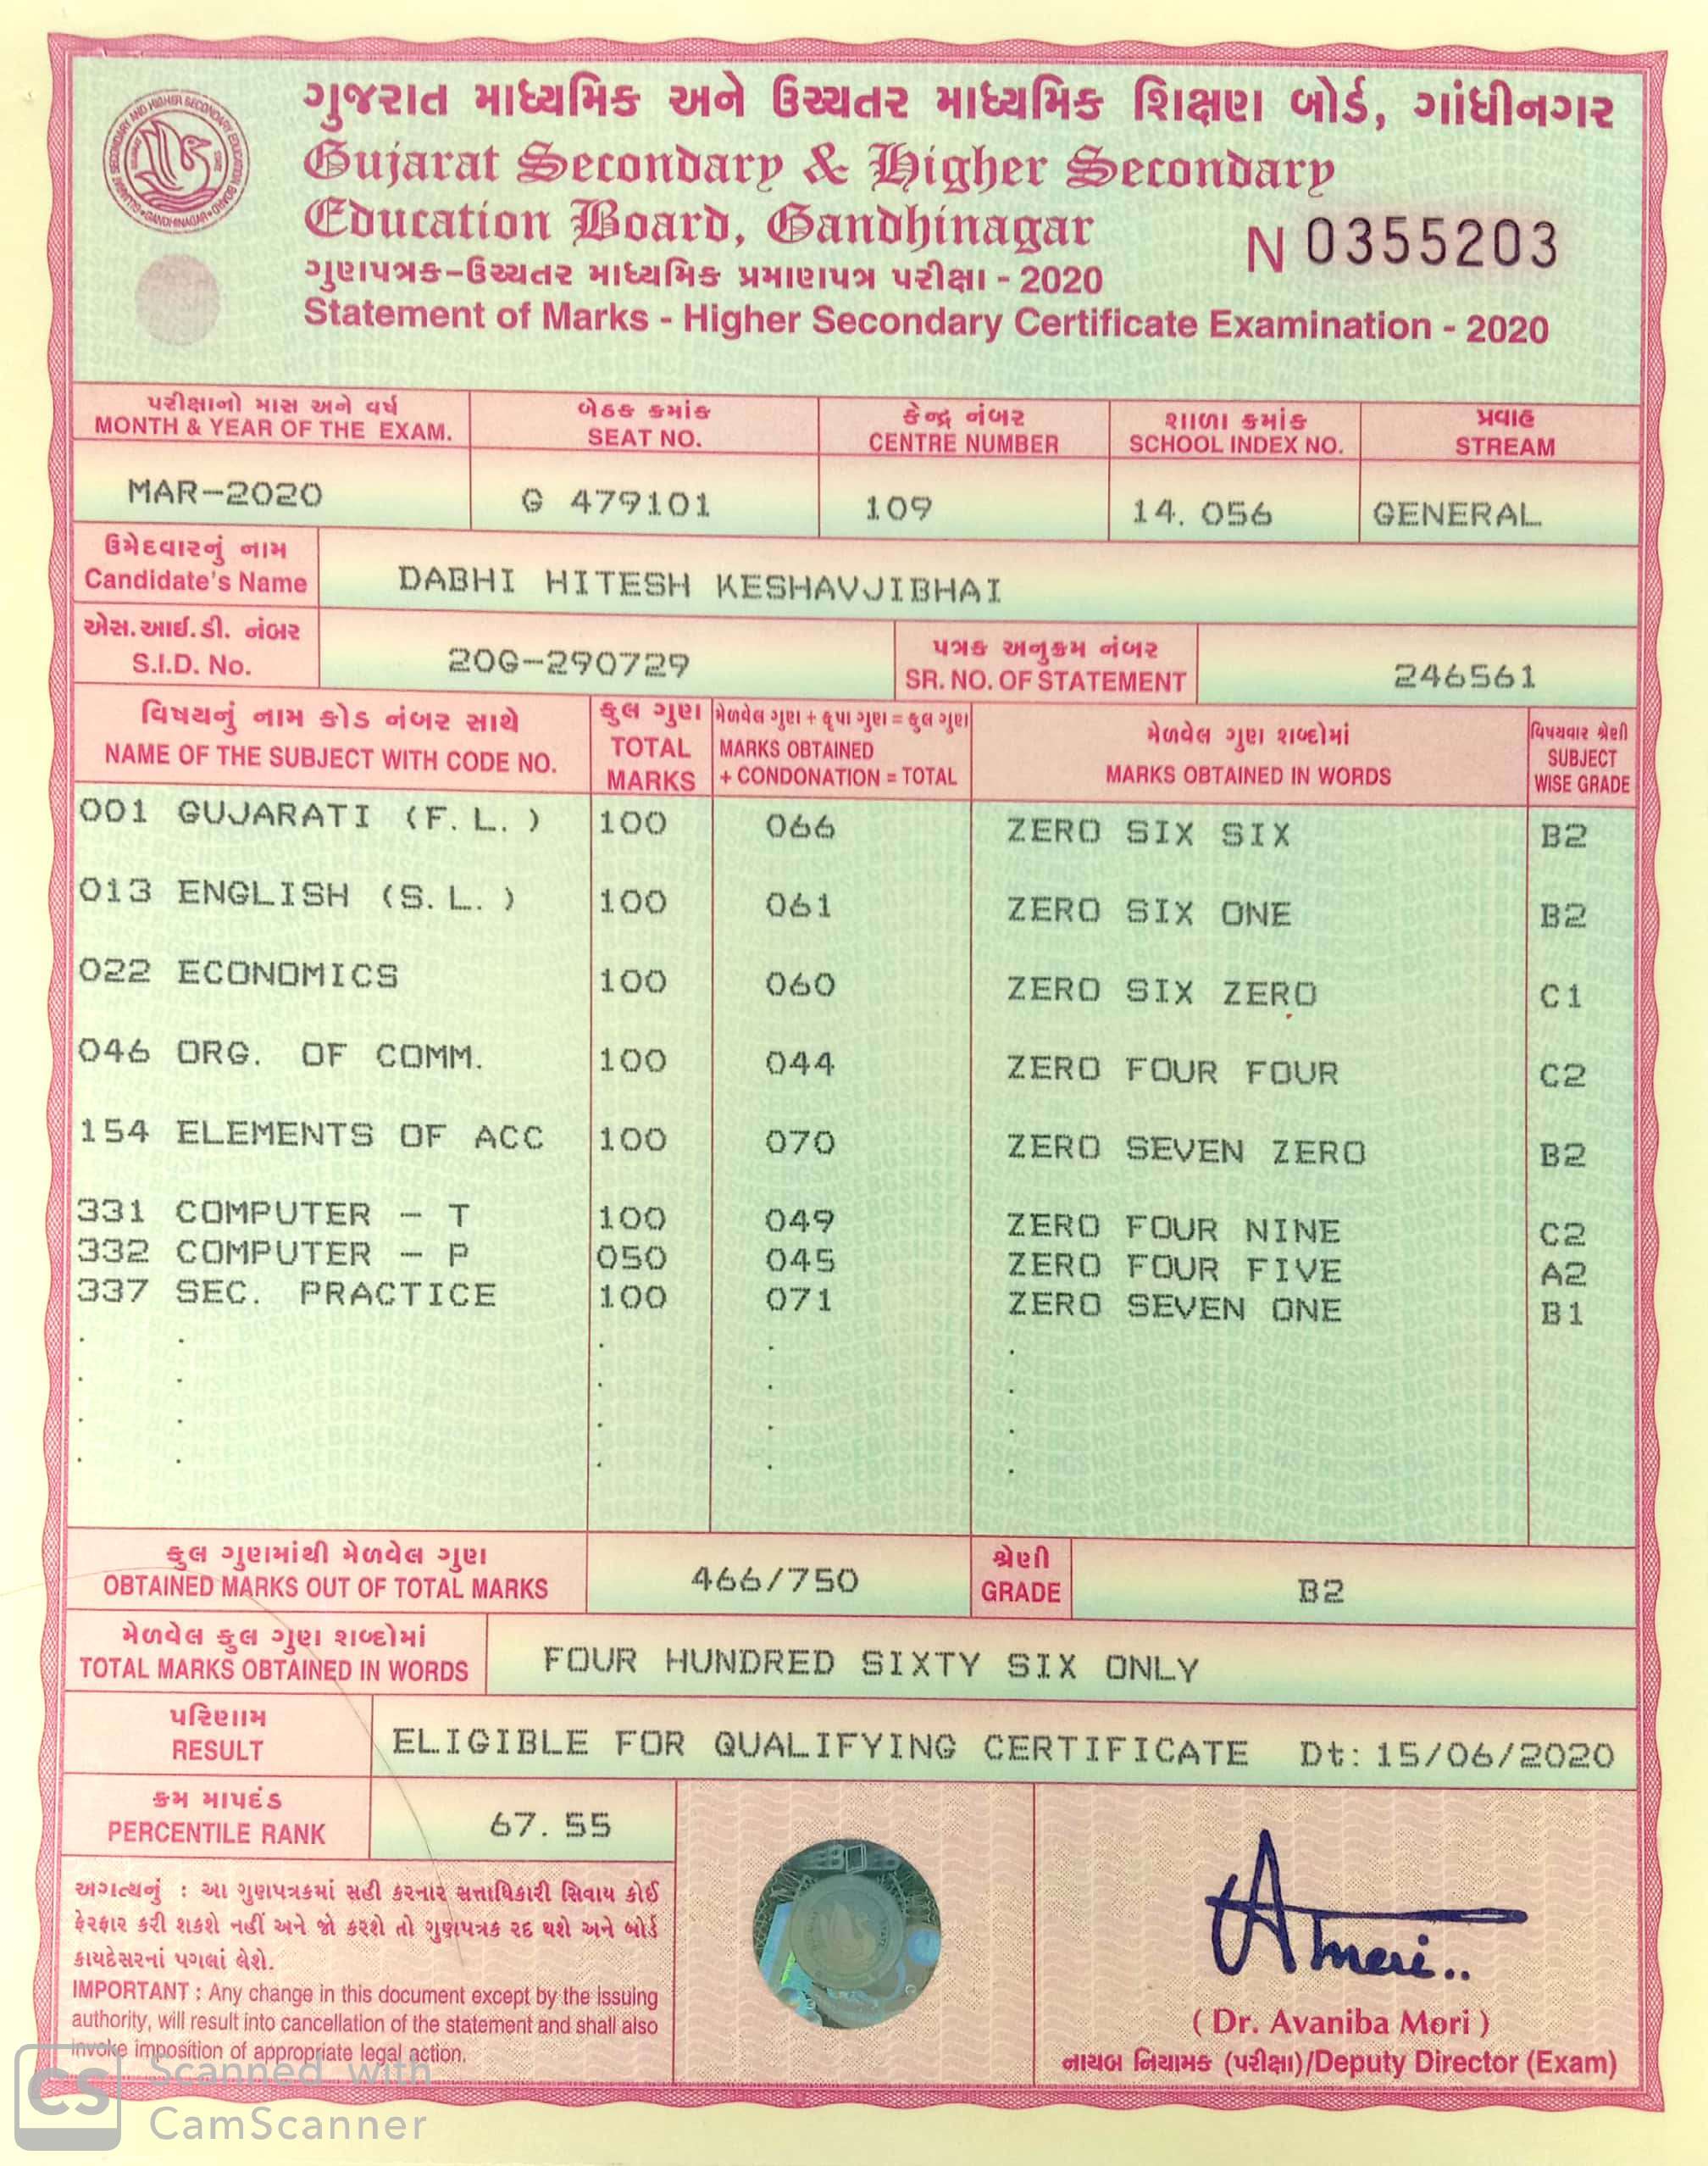 ગુજરાત માધ્યમિક અને ઉચ્ચતર માધ્યમિક શિક્ષણ બોર્ડ, ગાંધીનગર
Gujarat Secondary & Higher Secondary
Education Board, Gandhinagar
N 0355203
ગુણપત્રક-ઉચ્ચતર માધ્યમિક પ્રમાણપત્ર પરીક્ષા - 2020
Statement of Marks - Higher Secondary Certificate Examination - 2020
પરીક્ષાનો માસ અને વર્ષ બેઠક ક્રમાંક કેન્દ્ર નંબર શાળા ક્રમાંક પ્રવાહ
MONTH & YEAR OF THE EXAM. SEAT NO. CENTRE NUMBER SCHOOL INDEX NO. STREAM
MAR-2020 G 479101 109 14. 056 GENERAL
ઉમેદવારનું નામ
Candidate's Name DABHI HITESH KESHAVJIBHAI
એસ.આઈ.ડી. નંબર પત્રક અનુક્રમ નંબર
S.I.D. No. 20G-290729 SR. NO. OF STATEMENT 246561
વિષયનું નામ કોડ નંબર સાથે કુલ ગુણ મેળવેલ ગુણ + કૃપા ગુણ = કુલ ગુણ મેળવેલ ગુણ શબ્દોમાં વિષયવાર શ્રેણી
NAME OF THE SUBJECT WITH CODE NO. TOTAL MARKS MARKS OBTAINED + CONDONATION = TOTAL MARKS OBTAINED IN WORDS SUBJECT WISE GRADE
001 GUJARATI (F. L. ) 100 066 ZERO SIX SIX B2
013 ENGLISH (S. L. ) 100 061 ZERO SIX ONE B2
022 ECONOMICS 100 060 ZERO SIX ZERO C1
046 ORG. OF COMM. 100 044 ZERO FOUR FOUR C2
154 ELEMENTS OF ACC 100 070 ZERO SEVEN ZERO B2
331 COMPUTER - T 100 049 ZERO FOUR NINE C2
332 COMPUTER - P 050 045 ZERO FOUR FIVE A2
337 SEC. PRACTICE 100 071 ZERO SEVEN ONE B1
કુલ ગુણમાંથી મેળવેલ ગુણ શ્રેણી
OBTAINED MARKS OUT OF TOTAL MARKS 466/750 GRADE B2
મેળવેલ કુલ ગુણ શબ્દોમાં
TOTAL MARKS OBTAINED IN WORDS FOUR HUNDRED SIXTY SIX ONLY
પરિણામ
RESULT ELIGIBLE FOR QUALIFYING CERTIFICATE Dt: 15/06/2020
ક્રમ માપદંડ
PERCENTILE RANK 67. 55
અગત્યનું : આ ગુણપત્રકમાં સહી કરનાર સત્તાધિકારી સિવાય કોઈ
ફેરફાર કરી શકશે નહીં અને જો કરશે તો ગુણપત્રક રદ થશે અને બોર્ડ
કાયદેસરનાં પગલાં લેશે.
IMPORTANT : Any change in this document except by the issuing
authority, will result into cancellation of the statement and shall also
invoke imposition of appropriate legal action.
( Dr. Avaniba Mori )
નાયબ નિયામક (પરીક્ષા)/Deputy Director (Exam)
CS Scanned with
CamScanner